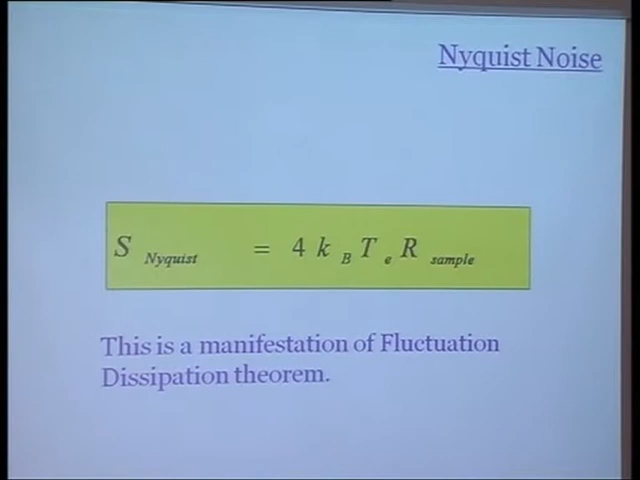 Nyquist Noise
S Nyquist = 4 k B T e R sample
This is a manifestation of Fluctuation
Dissipation theorem.